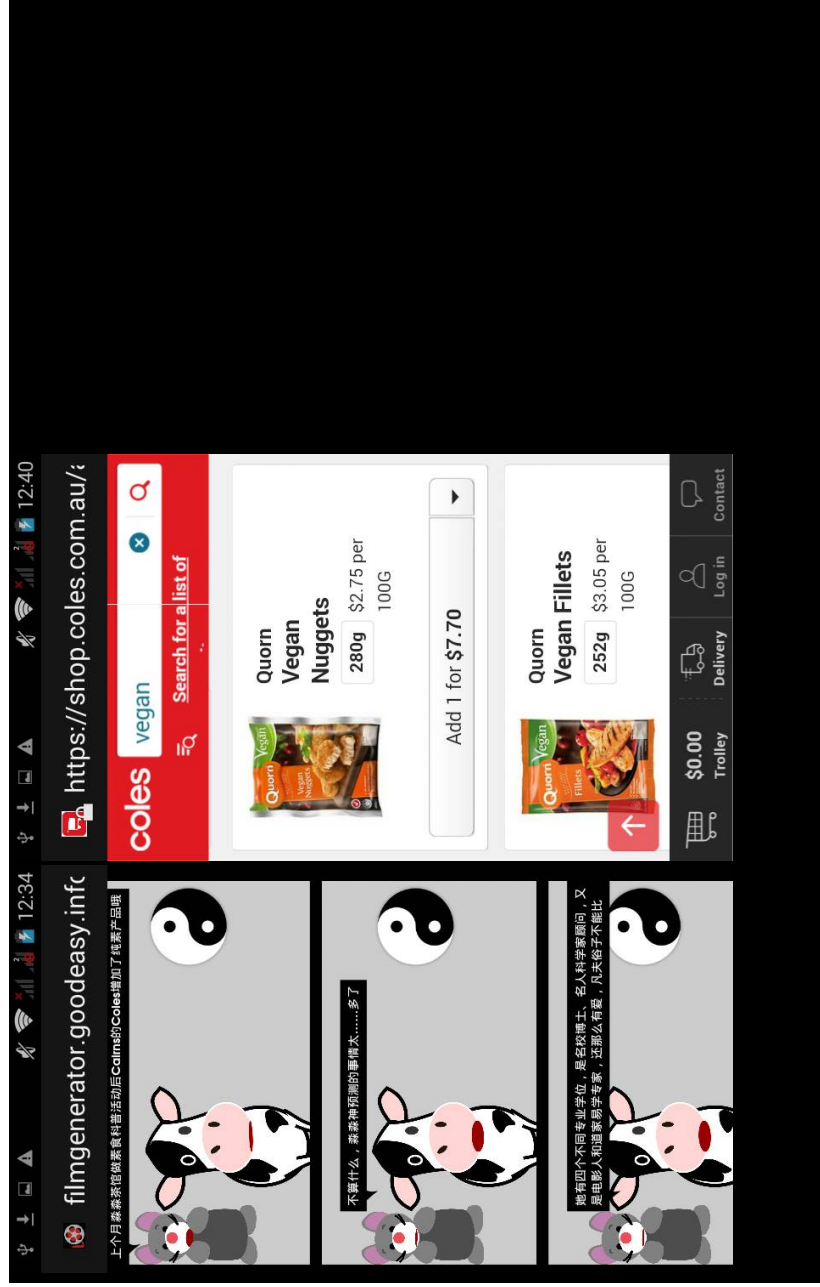 12:34
filmgenerator.goodeasy.info
上个月森森茶馆做素食科普活动后Cairns的Coles增加了纯素产品哦
不算什么，森森神预测的事情太……多了
她有四个不同专业学位，是名校博士、名人科学家顾问，又
是电影人和道家易学专家，还那么有爱，凡夫俗子不能比
12:40
https://shop.coles.com.au/a
coles
vegan
Search for a list of
Quorn
Vegan
Vegan
Nuggets
Quorn
Vegan
Nuggets
280g
$2.75 per
100G
Add 1 for $7.70
Quorn
Vegan
Fillets
Quorn
Vegan Fillets
252g
$3.05 per
100G
$0.00
Trolley
Delivery
Log in
Contact